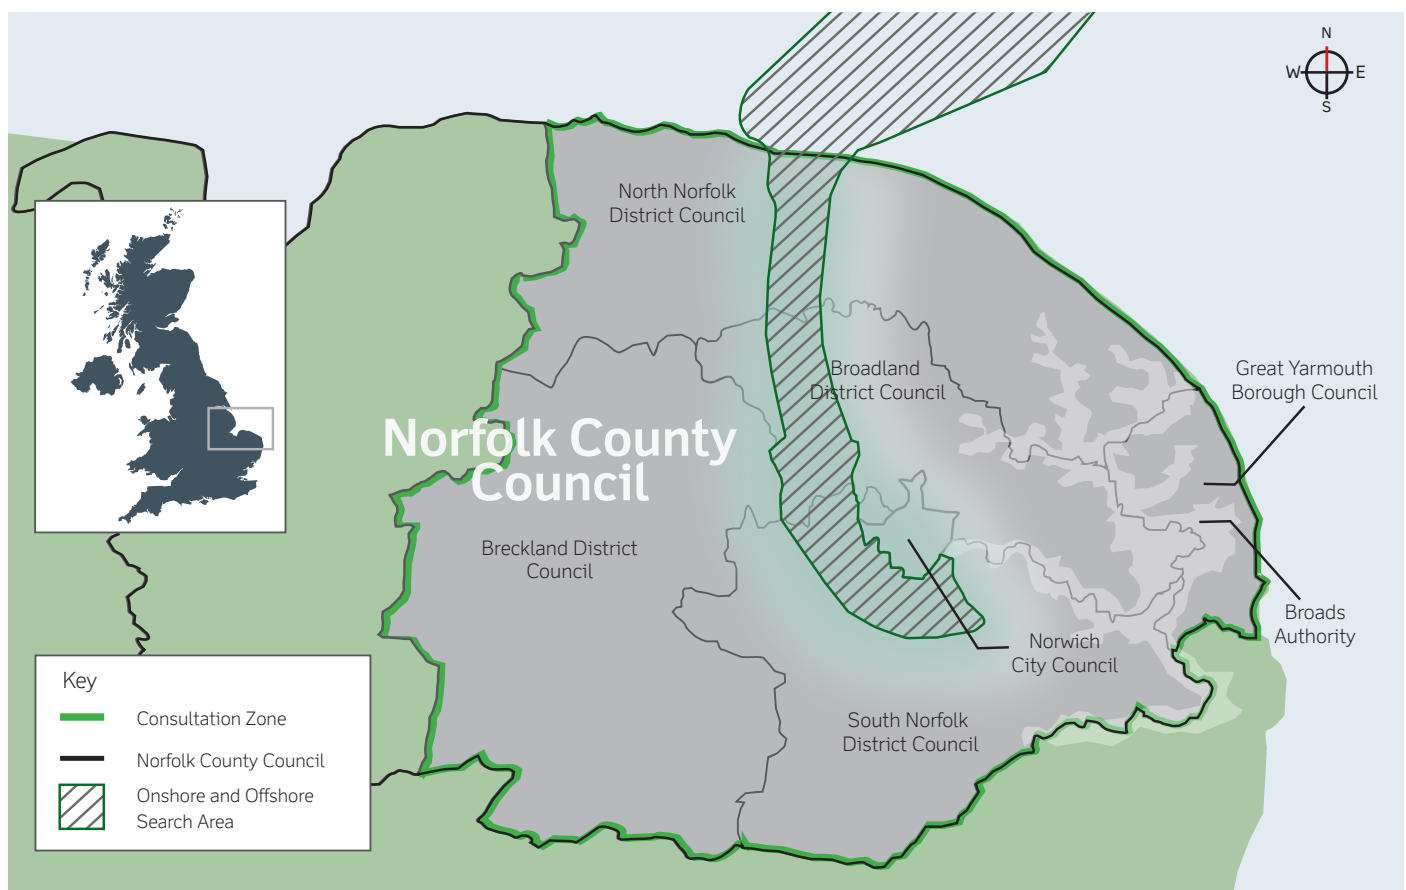 N
W
E
S
North Norfolk
District Council
Broadland
District Council
Great Yarmouth
Borough Council
Norfolk County
Council
Breckland District
Council
Broads
Authority
Norwich
City Council
South Norfolk
District Council
Key
Consultation Zone
Norfolk County Council
Onshore and Offshore
Search Area